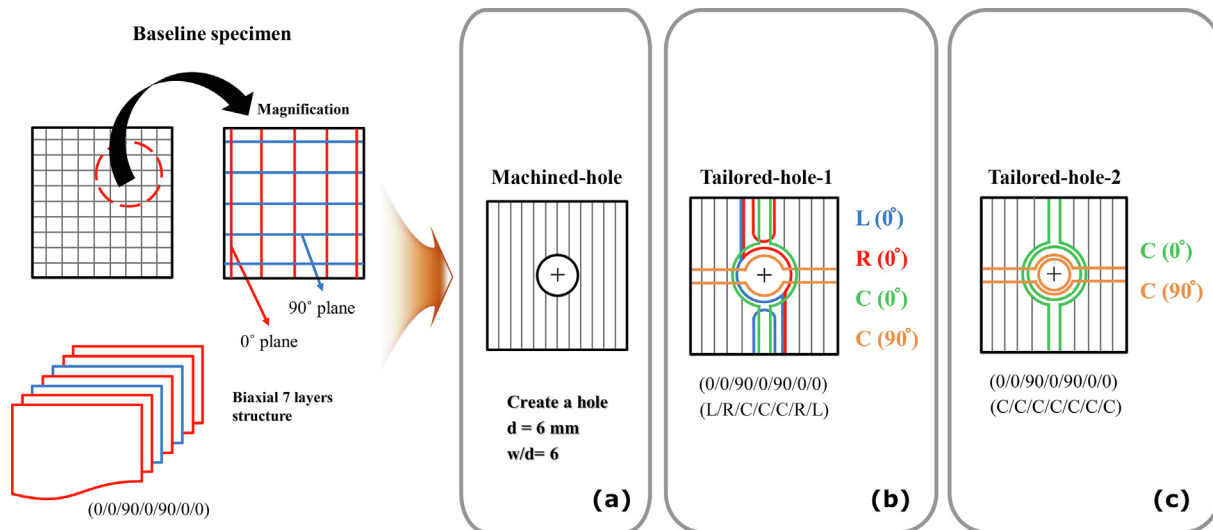 Baseline specimen
Magnification
90° plane
0° plane
Biaxial 7 layers
structure
(0/0/90/0/90/0/0)
Machined-hole
Create a hole
d = 6 mm
w/d= 6
(a)
Tailored-hole-1
L (0°)
R (0°)
C (0°)
C (90°)
(0/0/90/0/90/0/0)
(L/R/C/C/C/R/L)
(b)
Tailored-hole-2
C (0°)
C (90°)
(0/0/90/0/90/0/0)
(C/C/C/C/C/C/C)
(c)